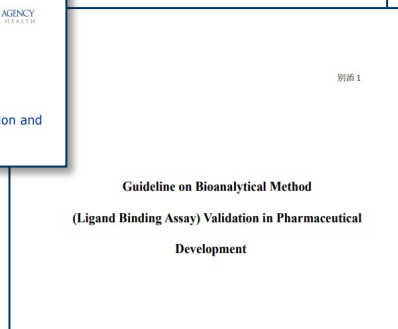 AGENCY
HEALTH
on and
別添 1
Guideline on Bioanalytical Method
(Ligand Binding Assay) Validation in Pharmaceutical
Development